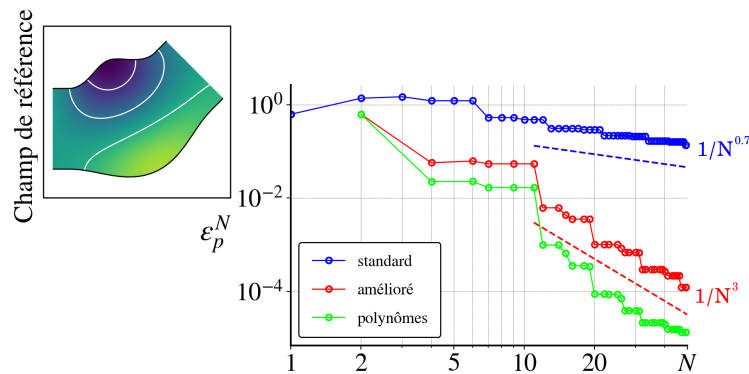 Champ de référence
ε_p^N
10^0
10^−2
10^−4
1/N^0.7
1/N^3
standard
amélioré
polynômes
1 2 5 10 20 N